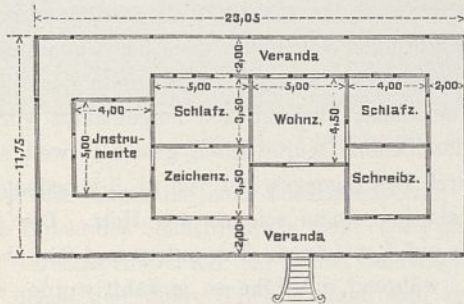 23,05
Veranda
2,00
5,00
5,00
4,00
2,00
4,00
Schlafz.
3,50
Wohnz.
4,50
Schlafz.
11,75
5,00
Jnstru-
mente
Zeichenz.
3,50
Schreibz.
2,00
Veranda